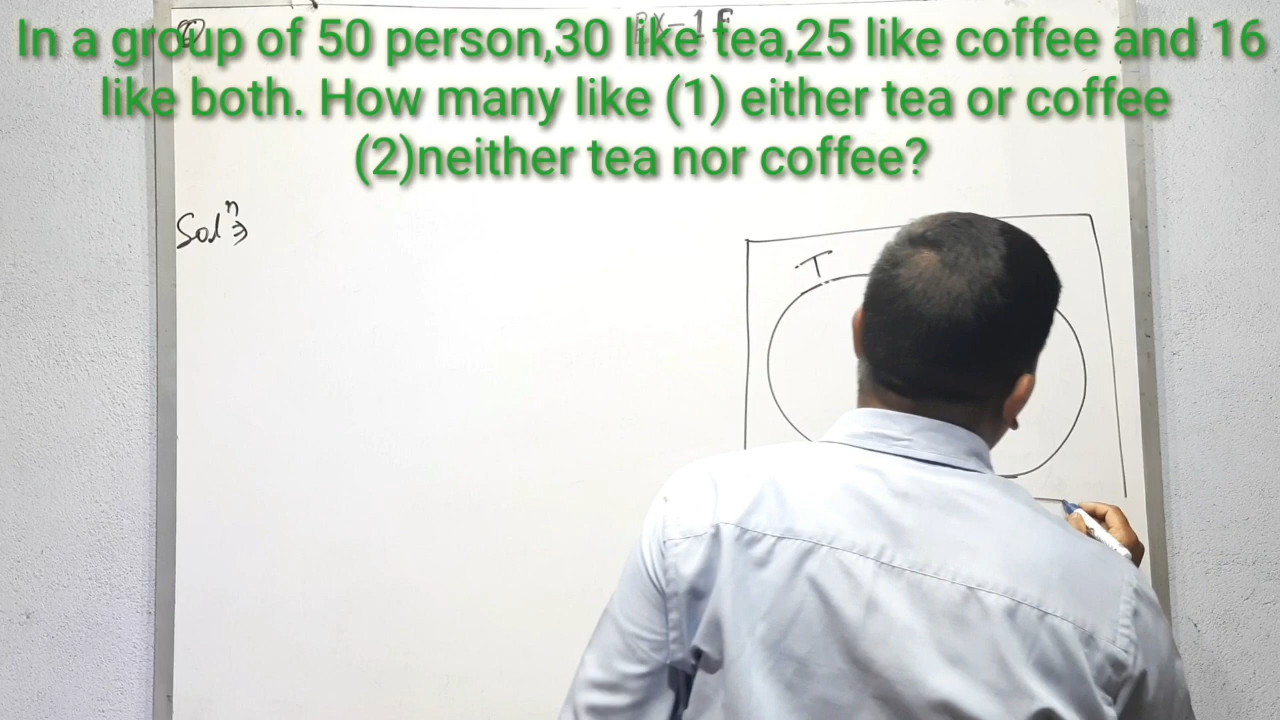 In a group of 50 person,30 like tea,25 like coffee and 16
like both. How many like (1) either tea or coffee
(2)neither tea nor coffee?
Solⁿ⇒
T